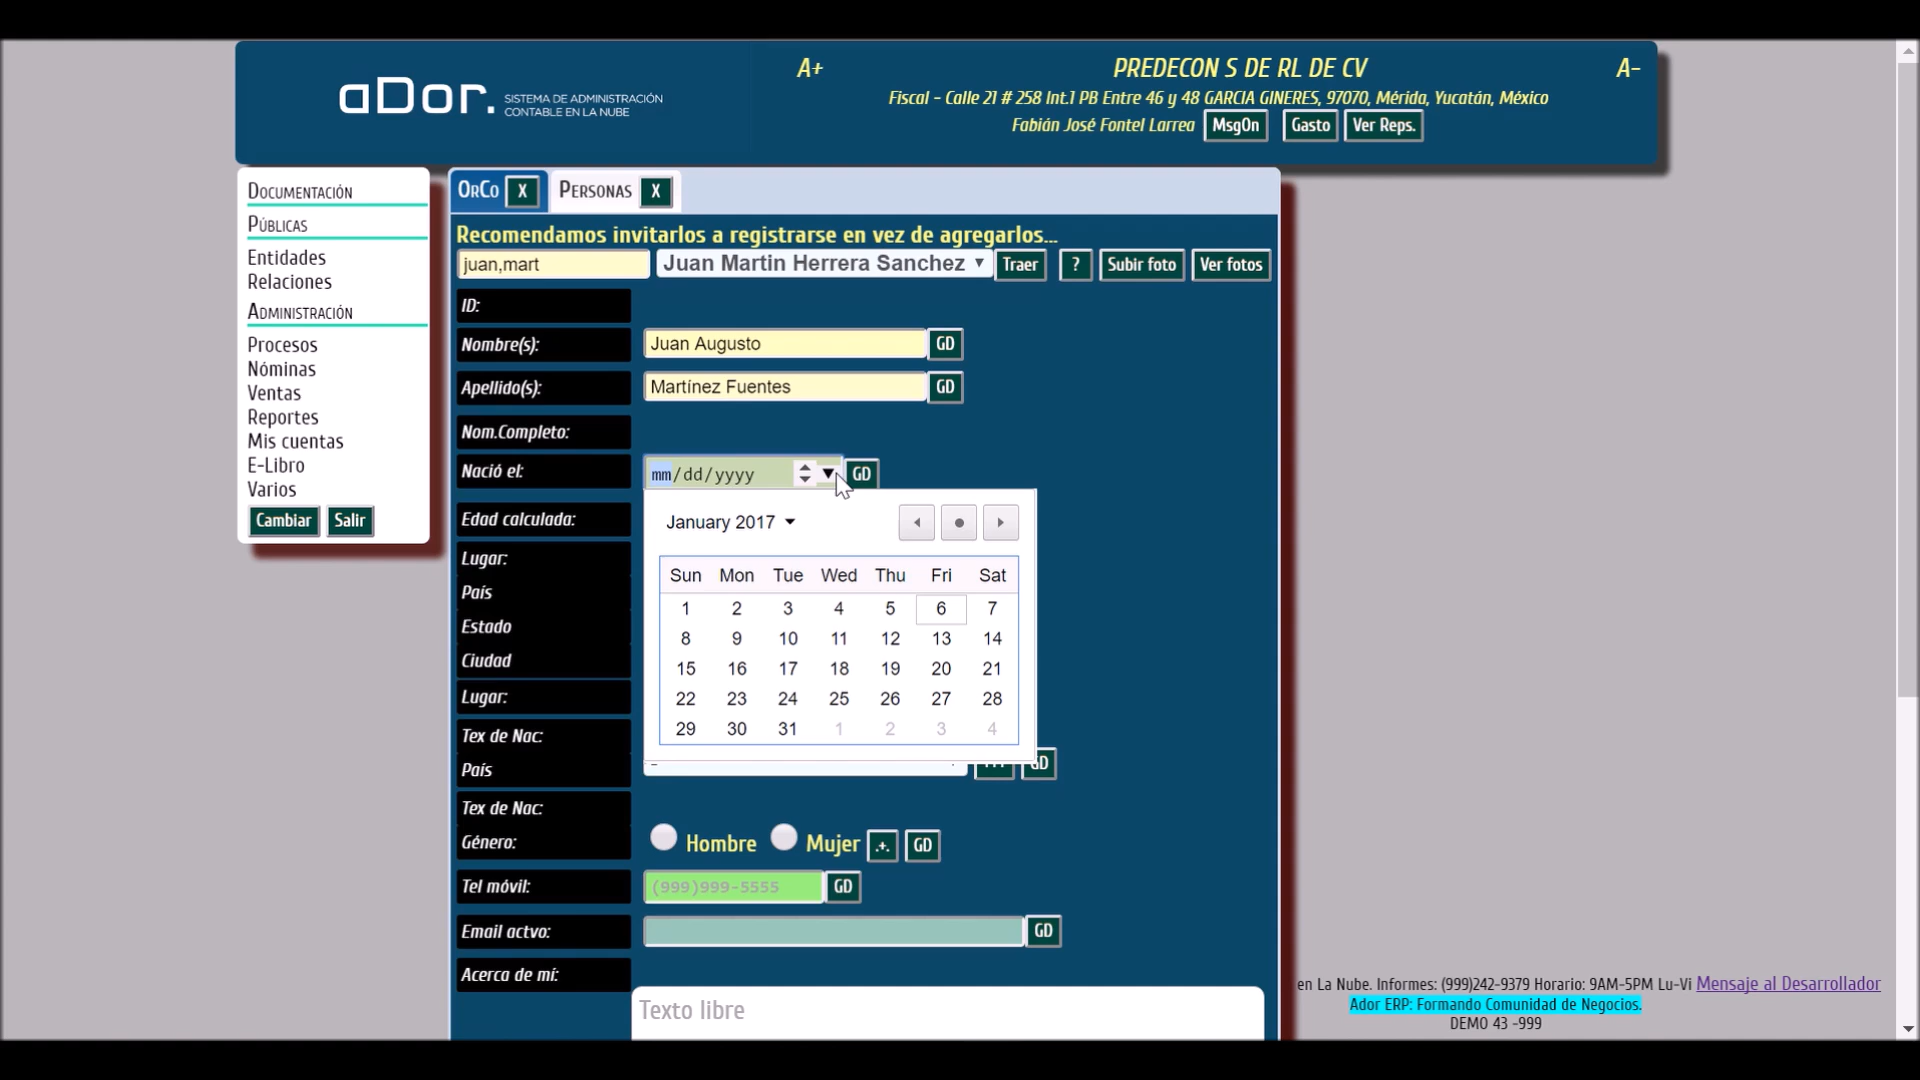 aDor. SISTEMA DE ADMINISTRACIÓN
CONTABLE EN LA NUBE
A+
PREDECON S DE RL DE CV
A-
Fiscal - Calle 21 # 258 Int.1 PB Entre 46 y 48 GARCIA GINERES, 97070, Mérida, Yucatán, México
Fabián José Fontel Larrea MsgOn Gasto Ver Reps.
Documentación
Públicas
Entidades
Relaciones
Administración
Procesos
Nóminas
Ventas
Reportes
Mis cuentas
E-Libro
Varios
Cambiar Salir
OrCo X Personas X
Recomendamos invitarlos a registrarse en vez de agregarlos...
juan,mart Juan Martin Herrera Sanchez Traer ? Subir foto Ver fotos
ID:
Nombre(s): Juan Augusto GD
Apellido(s): Martínez Fuentes GD
Nom.Completo:
Nació el: mm/dd/yyyy GD
January 2017
Sun Mon Tue Wed Thu Fri Sat
1 2 3 4 5 6 7
8 9 10 11 12 13 14
15 16 17 18 19 20 21
22 23 24 25 26 27 28
29 30 31 1 2 3 4
Edad calculada:
Lugar:
País
Estado
Ciudad
Lugar:
Tex de Nac:
País GD
Tex de Nac:
Género: Hombre Mujer .+. GD
Tel móvil: (999)999-5555 GD
Email actvo: GD
Acerca de mí:
Texto libre
en La Nube. Informes: (999)242-9379 Horario: 9AM-5PM Lu-Vi Mensaje al Desarrollador
Ador ERP: Formando Comunidad de Negocios.
DEMO 43 -999